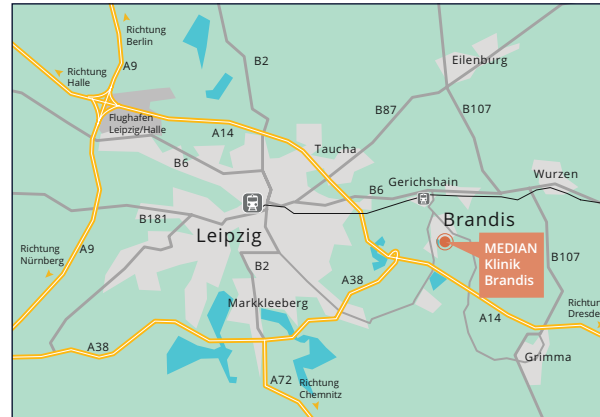 Richtung
Berlin
A9
B2
Richtung
Halle
Eilenburg
Flughafen
Leipzig/Halle
A14
B87
B107
Taucha
B6
B6
Gerichshain
Wurzen
B181
Leipzig
Brandis
Richtung
Nürnberg
A9
B2
MEDIAN
Klinik
Brandis
B107
A38
Markkleeberg
Richtung
Dresde
A14
A38
Grimma
A72
Richtung
Chemnitz